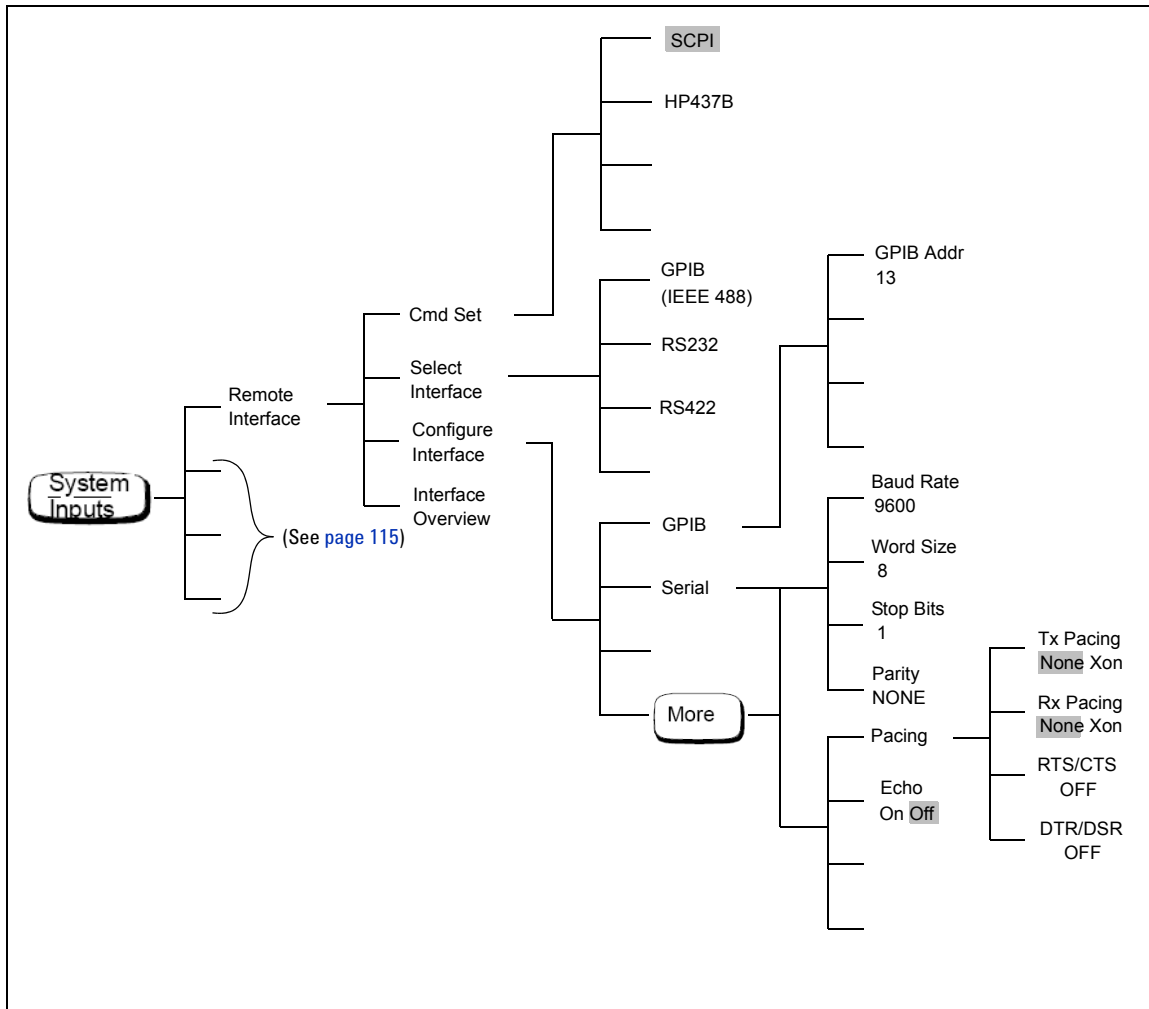 SCPI
HP437B
Cmd Set
GPIB
(IEEE 488)
RS232
RS422
Select
Interface
Remote
Interface
Configure
Interface
Interface
Overview
System
Inputs
(See page 115)
GPIB
Serial
More
GPIB Addr
13
Baud Rate
9600
Word Size
8
Stop Bits
1
Parity
NONE
Pacing
Echo
On Off
Tx Pacing
None Xon
Rx Pacing
None Xon
RTS/CTS
OFF
DTR/DSR
OFF